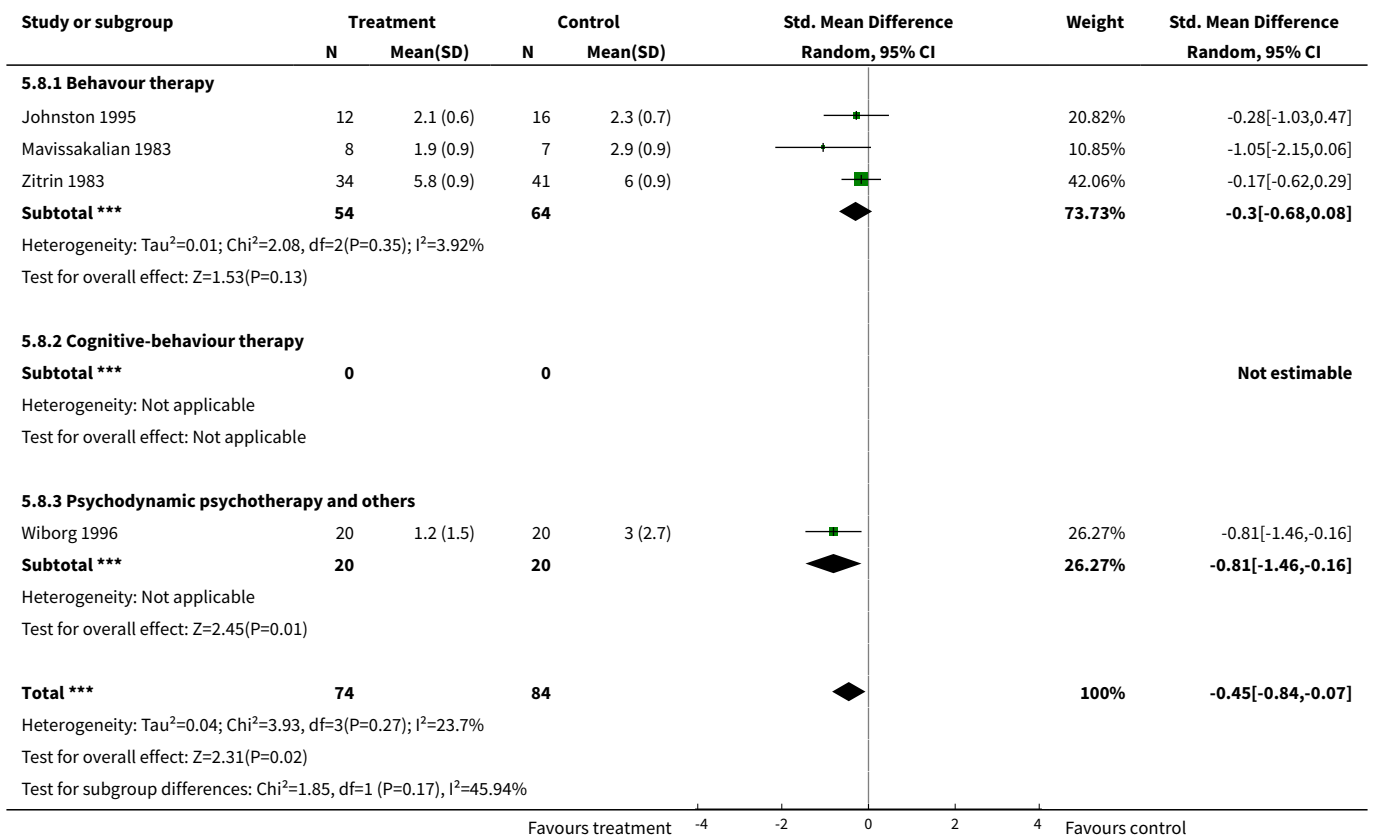 Study or subgroup Treatment Control Std. Mean Difference Weight Std. Mean Difference
N Mean(SD) N Mean(SD) Random, 95% CI Random, 95% CI
5.8.1 Behavour therapy
Johnston 1995 12 2.1 (0.6) 16 2.3 (0.7) 20.82% -0.28[-1.03,0.47]
Mavissakalian 1983 8 1.9 (0.9) 7 2.9 (0.9) 10.85% -1.05[-2.15,0.06]
Zitrin 1983 34 5.8 (0.9) 41 6 (0.9) 42.06% -0.17[-0.62,0.29]
Subtotal *** 54 64 73.73% -0.3[-0.68,0.08]
Heterogeneity: Tau²=0.01; Chi²=2.08, df=2(P=0.35); I²=3.92%
Test for overall effect: Z=1.53(P=0.13)
5.8.2 Cognitive-behaviour therapy
Subtotal *** 0 0 Not estimable
Heterogeneity: Not applicable
Test for overall effect: Not applicable
5.8.3 Psychodynamic psychotherapy and others
Wiborg 1996 20 1.2 (1.5) 20 3 (2.7) 26.27% -0.81[-1.46,-0.16]
Subtotal *** 20 20 26.27% -0.81[-1.46,-0.16]
Heterogeneity: Not applicable
Test for overall effect: Z=2.45(P=0.01)
Total *** 74 84 100% -0.45[-0.84,-0.07]
Heterogeneity: Tau²=0.04; Chi²=3.93, df=3(P=0.27); I²=23.7%
Test for overall effect: Z=2.31(P=0.02)
Test for subgroup differences: Chi²=1.85, df=1 (P=0.17), I²=45.94%
Favours treatment -4 -2 0 2 4 Favours control